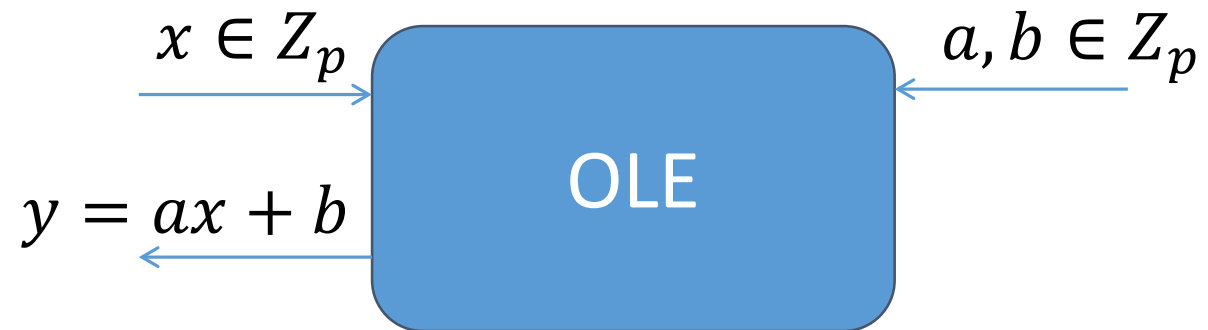 x ∈ Z_p
a, b ∈ Z_p
OLE
y = ax + b